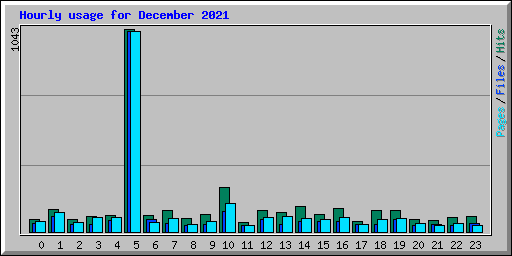 Hourly usage for December 2021
1043
Pages/Files/Hits
0 1 2 3 4 5 6 7 8 9 10 11 12 13 14 15 16 17 18 19 20 21 22 23